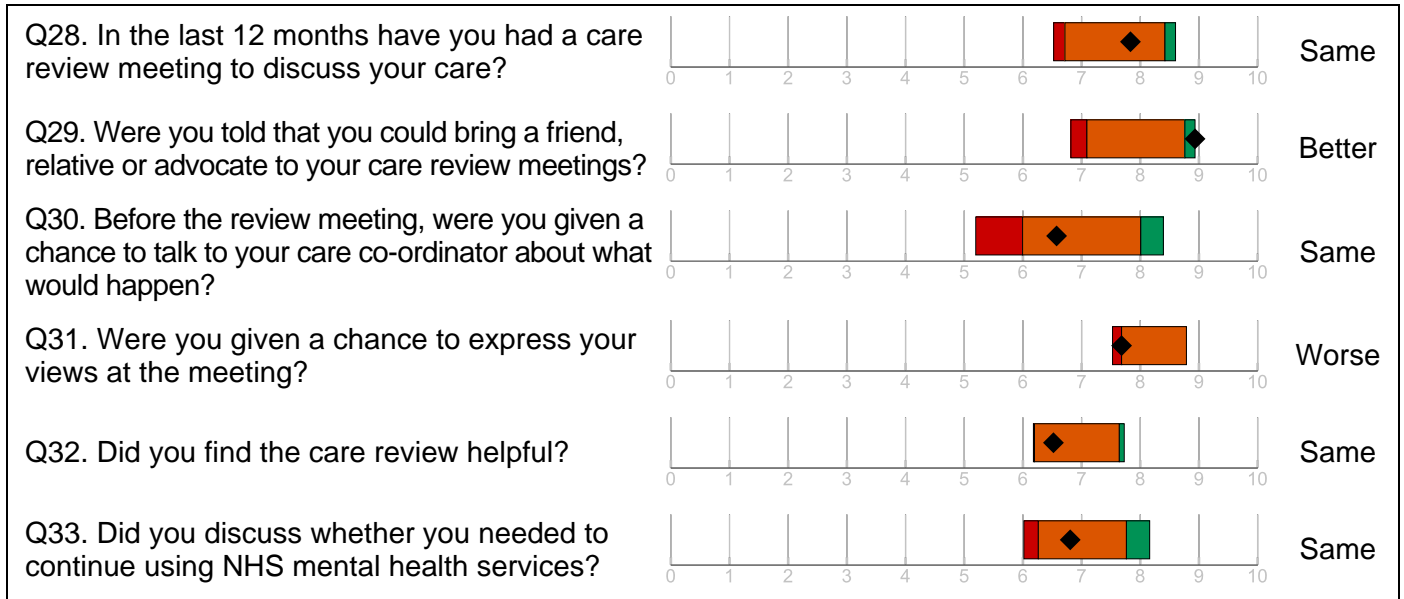 Q28. In the last 12 months have you had a care
review meeting to discuss your care?
0 1 2 3 4 5 6 7 8 9 10
Same
Q29. Were you told that you could bring a friend,
relative or advocate to your care review meetings?
0 1 2 3 4 5 6 7 8 9 10
Better
Q30. Before the review meeting, were you given a
chance to talk to your care co-ordinator about what
would happen?
0 1 2 3 4 5 6 7 8 9 10
Same
Q31. Were you given a chance to express your
views at the meeting?
0 1 2 3 4 5 6 7 8 9 10
Worse
Q32. Did you find the care review helpful?
0 1 2 3 4 5 6 7 8 9 10
Same
Q33. Did you discuss whether you needed to
continue using NHS mental health services?
0 1 2 3 4 5 6 7 8 9 10
Same